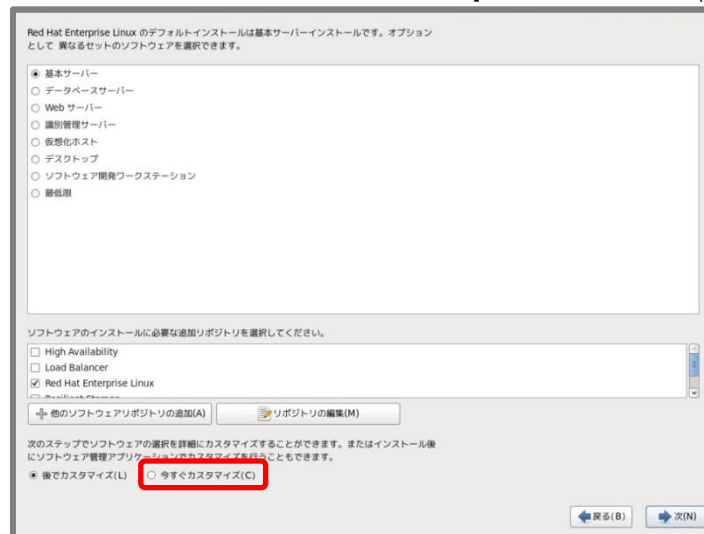 Red Hat Enterprise Linux のデフォルトインストールは基本サーバーインストールです。オプション
として 異なるセットのソフトウェアを選択できます。
基本サーバー
データベースサーバー
Web サーバー
識別管理サーバー
仮想化ホスト
デスクトップ
ソフトウェア開発ワークステーション
最低限
ソフトウェアのインストールに必要な追加リポジトリを選択してください。
High Availability
Load Balancer
Red Hat Enterprise Linux
他のソフトウェアリポジトリの追加(A) リポジトリの編集(M)
次のステップでソフトウェアの選択を詳細にカスタマイズすることができます。またはインストール後
にソフトウェア管理アプリケーションでカスタマイズを行うこともできます。
後でカスタマイズ(L) 今すぐカスタマイズ(C)
戻る(B) 次(N)